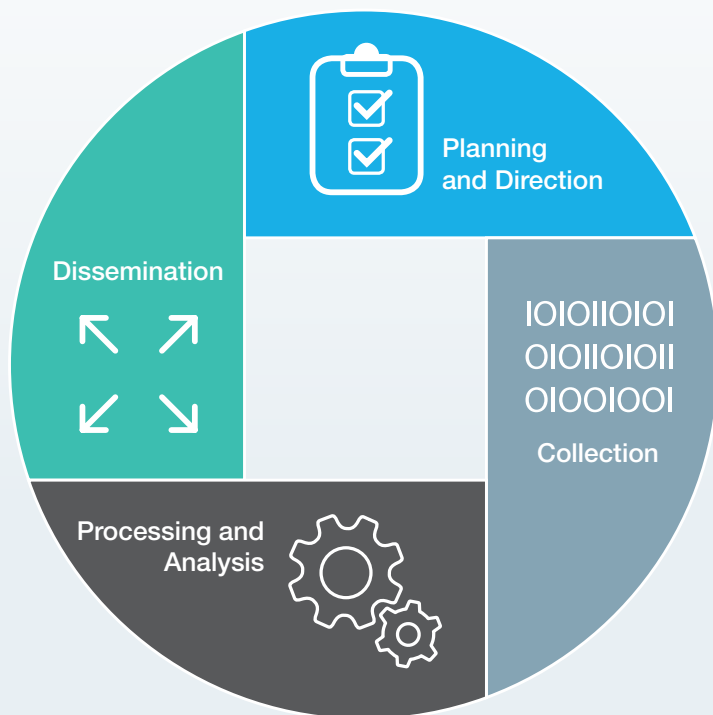 Planning
and Direction
Dissemination
IOIOIIOIOI
OIOIIOIOII
OIOOIOOI
Collection
Processing and
Analysis